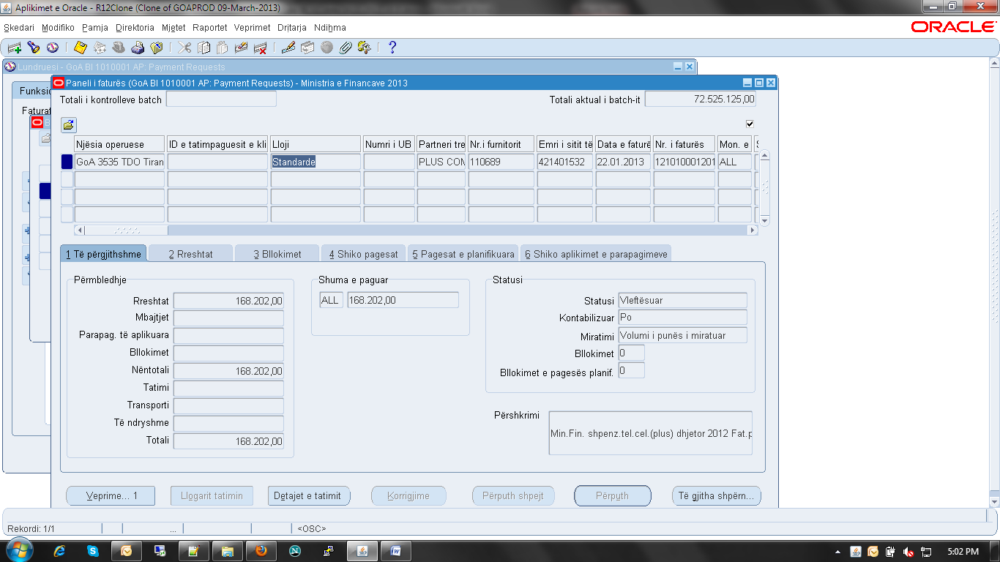 Aplikimet e Oracle - R12Clone (Clone of GOAPROD 09-March-2013)
Skedari Modifiko Pamja Direktoria Mjetet Raportet Veprimet Dritarja Ndihma
ORACLE
Lundruesi - GoA BI 1010001 AP: Payment Requests
Paneli i faturës (GoA BI 1010001 AP: Payment Requests) - Ministria e Financave 2013
Totali i kontrolleve batch
Totali aktual i batch-it 72.525.125,00
Njësia operuese ID e tatimpaguesit e kli Lloji Numri i UB Partneri tre Nr.i furnitorit Emri i sitit të Data e faturë Nr. i faturës Mon. e
GoA 3535 TDO Tiran Standarde PLUS COM 110689 421401532 22.01.2013 121010001201 ALL
1 Të përgjithshme 2 Rreshtat 3 Bllokimet 4 Shiko pagesat 5 Pagesat e planifikuara 6 Shiko aplikimet e parapagimeve
Përmbledhje
Rreshtat 168.202,00
Mbajtjet
Parapag. të aplikuara
Bllokimet
Nëntotali 168.202,00
Tatimi
Transporti
Të ndryshme
Totali 168.202,00
Shuma e paguar
ALL 168.202,00
Statusi
Statusi Vleftësuar
Kontabilizuar Po
Miratimi Volumi i punës i miratuar
Bllokimet 0
Bllokimet e pagesës planif. 0
Përshkrimi
Min.Fin. shpenz.tel.cel.(plus) dhjetor 2012 Fat.p
Veprime... 1 Llogarit tatimin Detajet e tatimit Korrigjime Përputh shpejt Përputh Të gjitha shpërn...
Rekordi: 1/1 ... <OSC>
5:02 PM